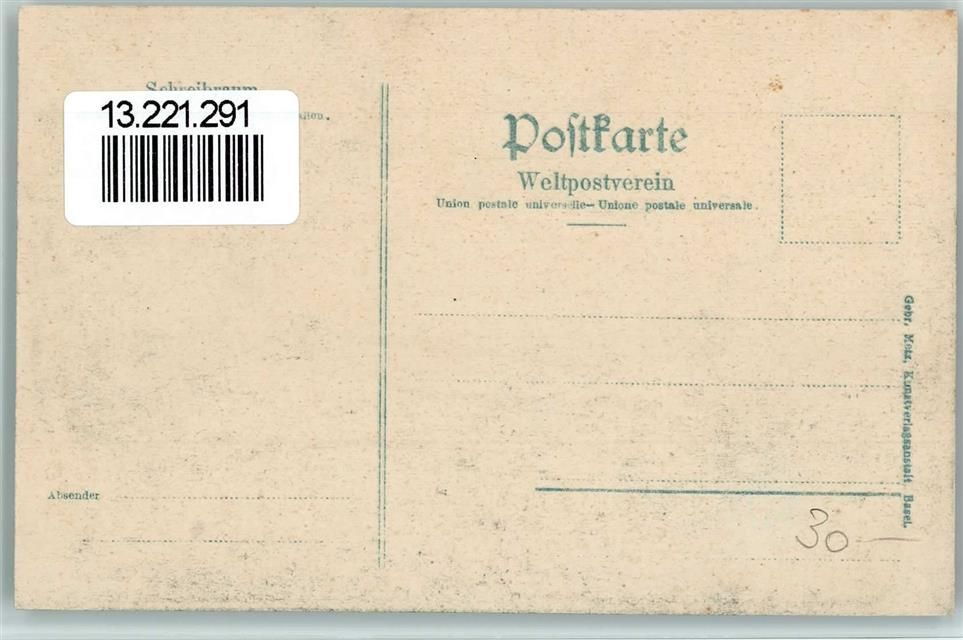 Schreibraum
13.221.291
Postkarte
Weltpostverein
Union postale universelle—Unione postale universale.
Gebr. Metz, Kunstverlagsanstalt, Basel.
Absender
30 —